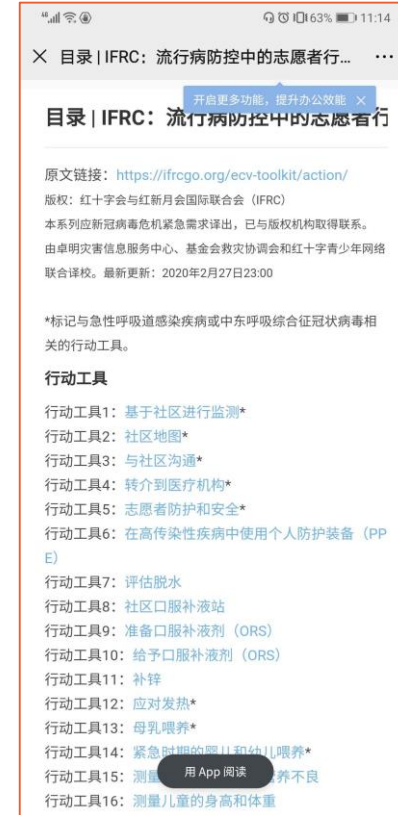 46 63% 11:14
目录 | IFRC：流行病防控中的志愿者行... ...
开启更多功能，提升办公效能 ×
目录 | IFRC：流行病防控中的志愿者行
原文链接：https://ifrcgo.org/ecv-toolkit/action/
版权：红十字会与红新月会国际联合会（IFRC）
本系列应新冠病毒危机紧急需求译出，已与版权机构取得联系。
由卓明灾害信息服务中心、基金会救灾协调会和红十字青少年网络
联合译校。最新更新：2020年2月27日23:00
*标记与急性呼吸道感染疾病或中东呼吸综合征冠状病毒相
关的行动工具。
行动工具
行动工具1：基于社区进行监测*
行动工具2：社区地图*
行动工具3：与社区沟通*
行动工具4：转介到医疗机构*
行动工具5：志愿者防护和安全*
行动工具6：在高传染性疾病中使用个人防护装备（PP
E）
行动工具7：评估脱水
行动工具8：社区口服补液站
行动工具9：准备口服补液剂（ORS）
行动工具10：给予口服补液剂（ORS）
行动工具11：补锌
行动工具12：应对发热*
行动工具13：母乳喂养*
行动工具14：紧急时期的婴儿和幼儿喂养*
行动工具15：测量 养不良
用 App 阅读
行动工具16：测量儿童的身高和体重